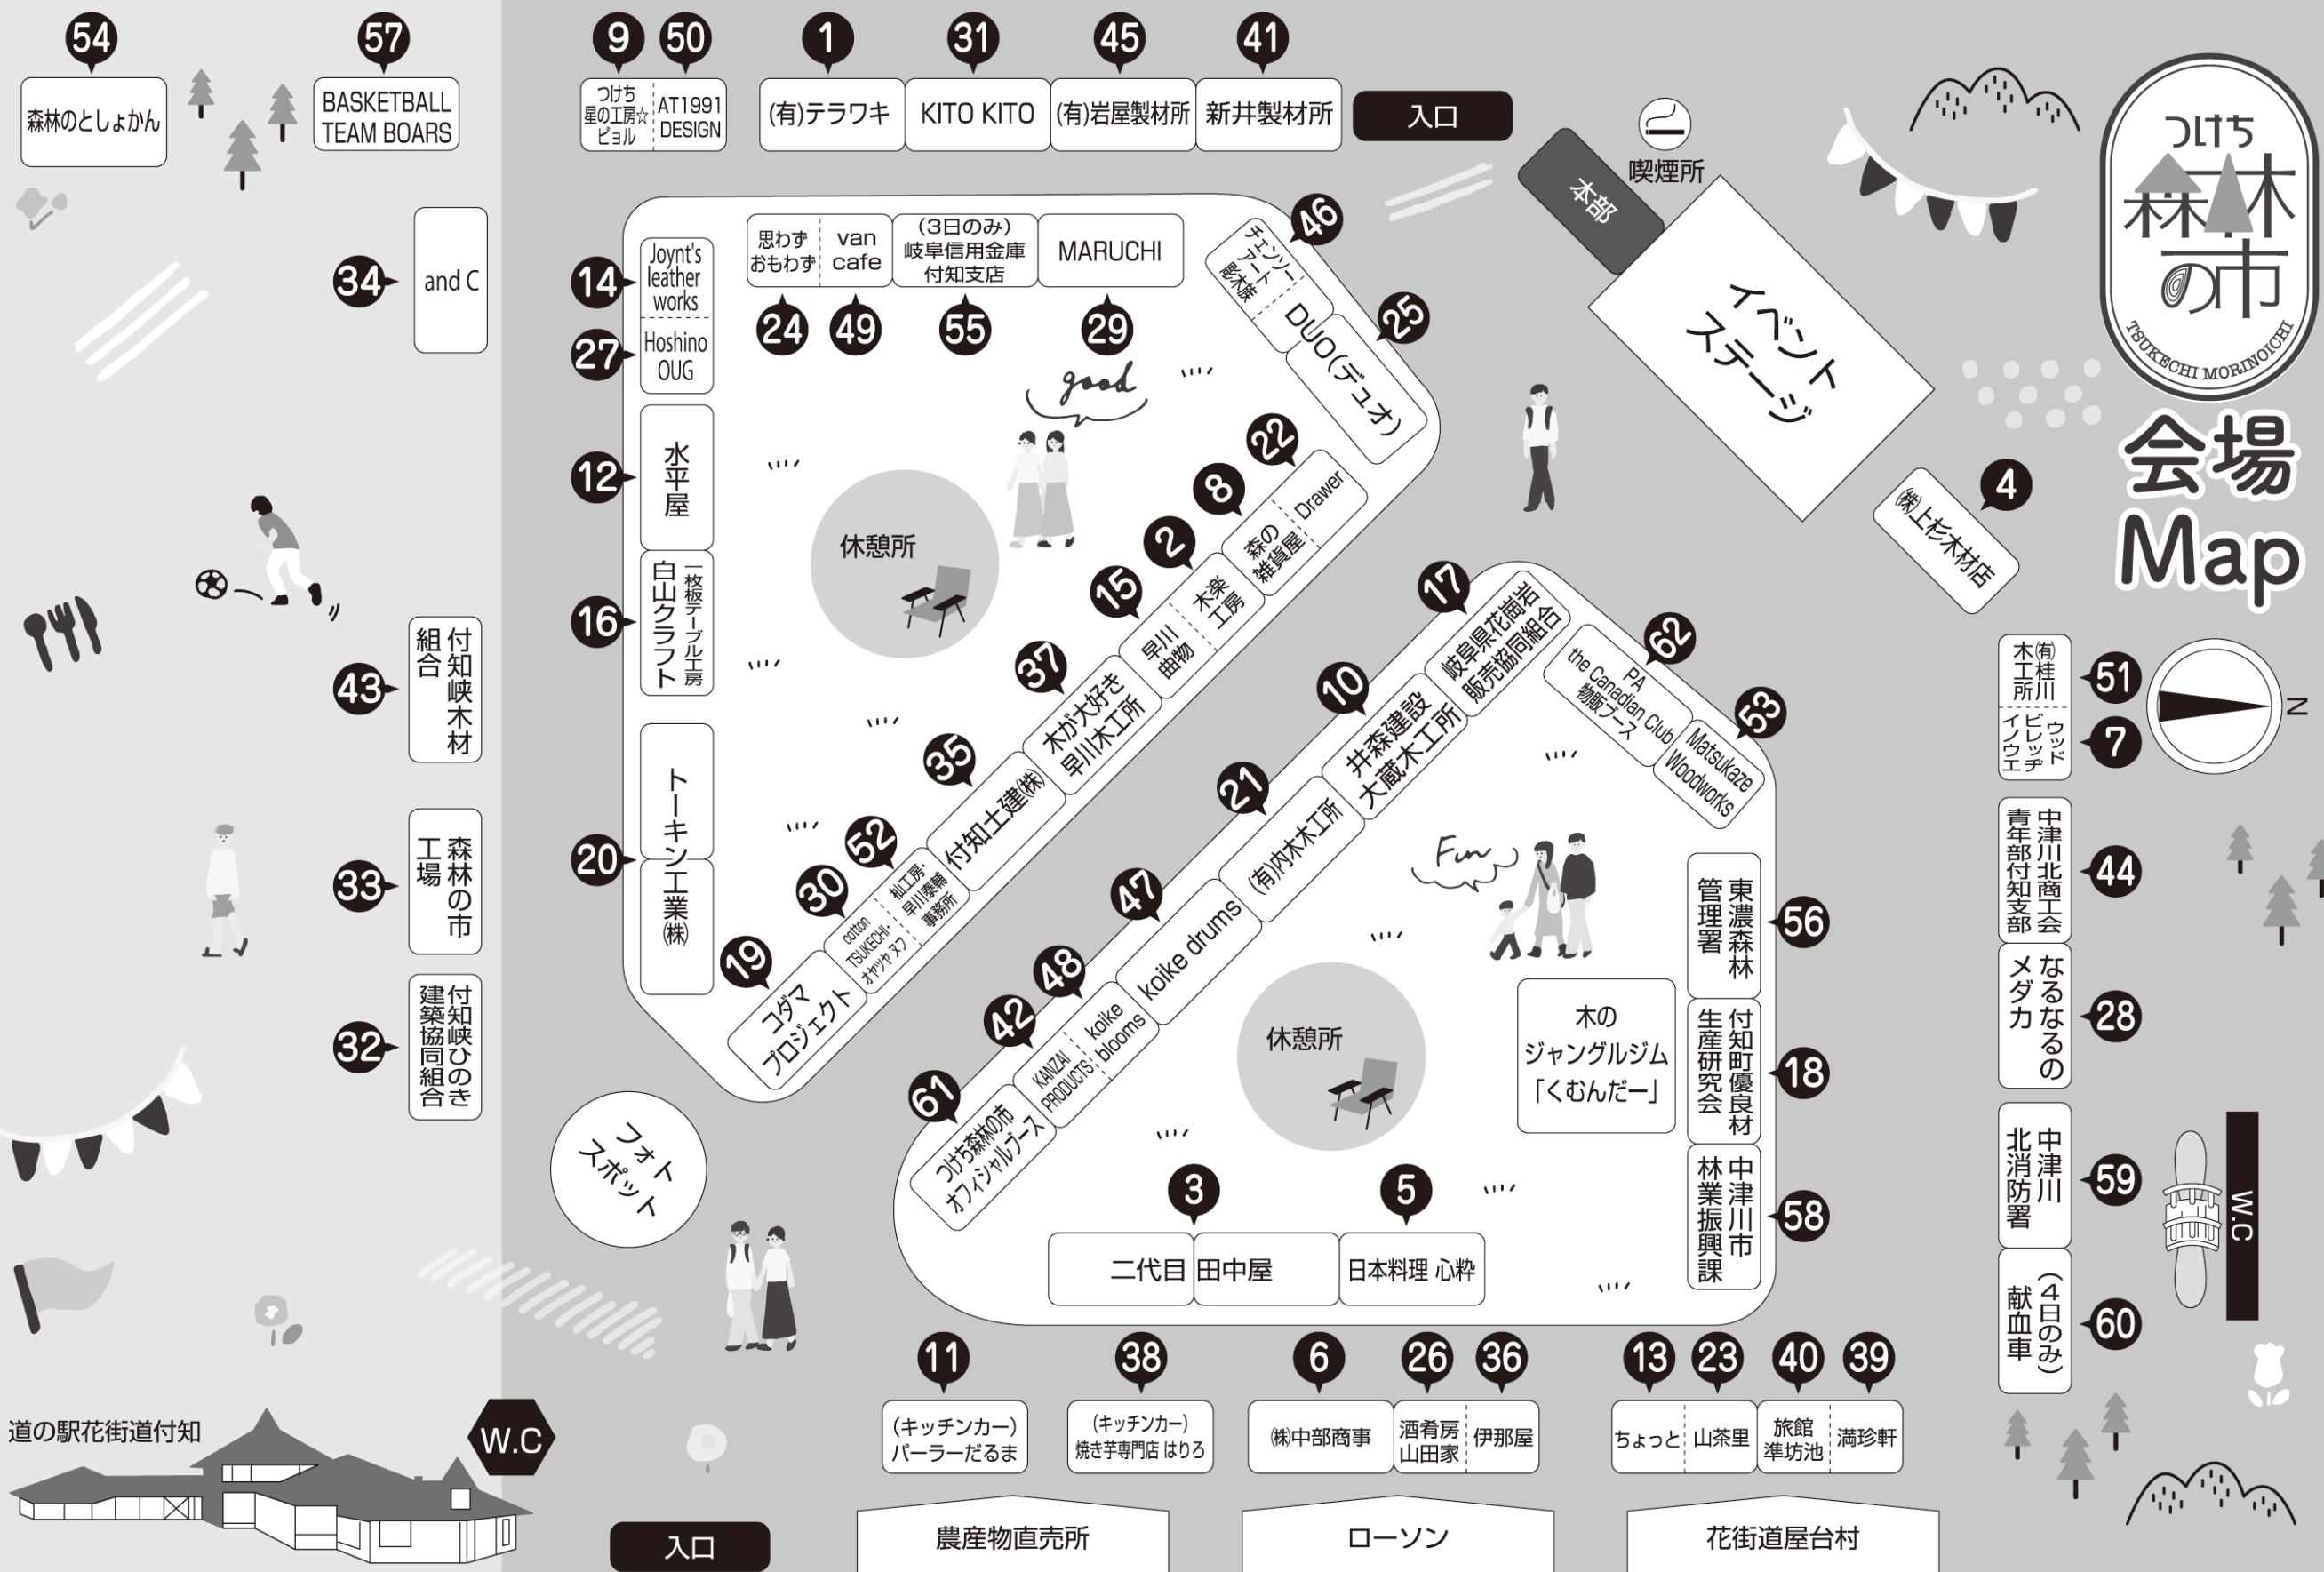 54
森林のとしょかん
57
BASKETBALL
TEAM BOARS
9
つけち
星の工房☆
ピョル
50
AT1991
DESIGN
1
(有)テラワキ
31
KITO KITO
45
(有)岩屋製材所
41
新井製材所
入口
喫煙所
本部
イベント
ステージ
つけち
森林
の市
TSUKECHI MORINOICHI
会場
Map
34
and C
14
Joynt's
leather
works
27
Hoshino
OUG
12
水平屋
16
一枚板テーブル工房
白山クラフト
20
トーキン工業(株)
思わず
おもわず
24
van
cafe
49
(3日のみ)
岐阜信用金庫
付知支店
55
MARUCHI
29
46
チェンソー
アート
彫木族
25
DUO(デュオ)
good
休憩所
22
Drawer
8
森の
雑貨屋
2
木楽
工房
15
早川
曲物
37
木が大好き
早川木工所
35
付知土建(株)
52
杣工房・
早川泰輔
事務所
30
cotton
TSUKECHI・
オヤツヤ ヌフ
19
コダマ
プロジェクト
4
(株)上杉木材店
17
岐阜県花崗岩
販売協同組合
10
井森建設
大蔵木工所
21
(有)内木木工所
47
koike drums
48
koike
blooms
42
KANZAI
PRODUCTS
61
つけち森林の市
オフィシャルブース
62
PA
the Canadian Club
物販ブース
53
Matsukaze
Woodworks
Fun
休憩所
木の
ジャングルジム
「くむんだー」
56
東濃森林
管理署
18
付知町優良材
生産研究会
58
中津川市
林業振興課
3
二代目 田中屋
5
日本料理 心粋
51
(有)桂川
木工所
7
ウッド
ビレッヂ
イノウエ
N
44
中津川北商工会
青年部付知支部
28
なるなるの
メダカ
59
中津川
北消防署
60
(4日のみ)
献血車
W.C
43
付知峡木材
組合
33
森林の市
工場
32
付知峡ひのき
建築協同組合
フォト
スポット
11
(キッチンカー)
パーラーだるま
38
(キッチンカー)
焼き芋専門店 はりろ
6
(株)中部商事
26
酒肴房
山田家
36
伊那屋
13
ちょっと
23
山茶里
40
旅館
準坊池
39
満珍軒
道の駅花街道付知
W.C
入口
農産物直売所
ローソン
花街道屋台村